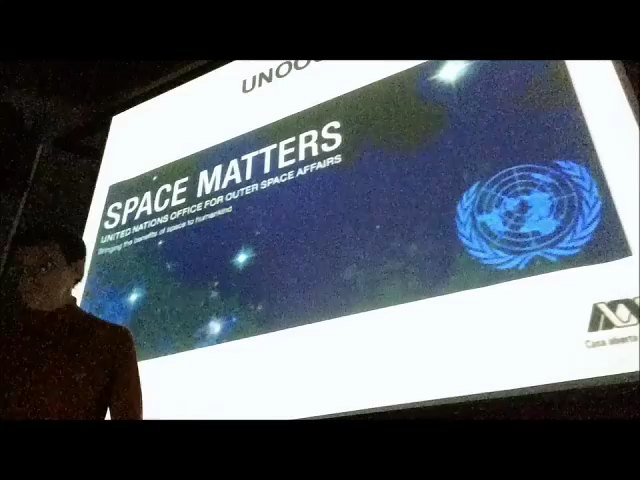 UNOO
SPACE MATTERS
UNITED NATIONS OFFICE FOR OUTER SPACE AFFAIRS
Bringing the benefits of space to humankind
Casa abierta